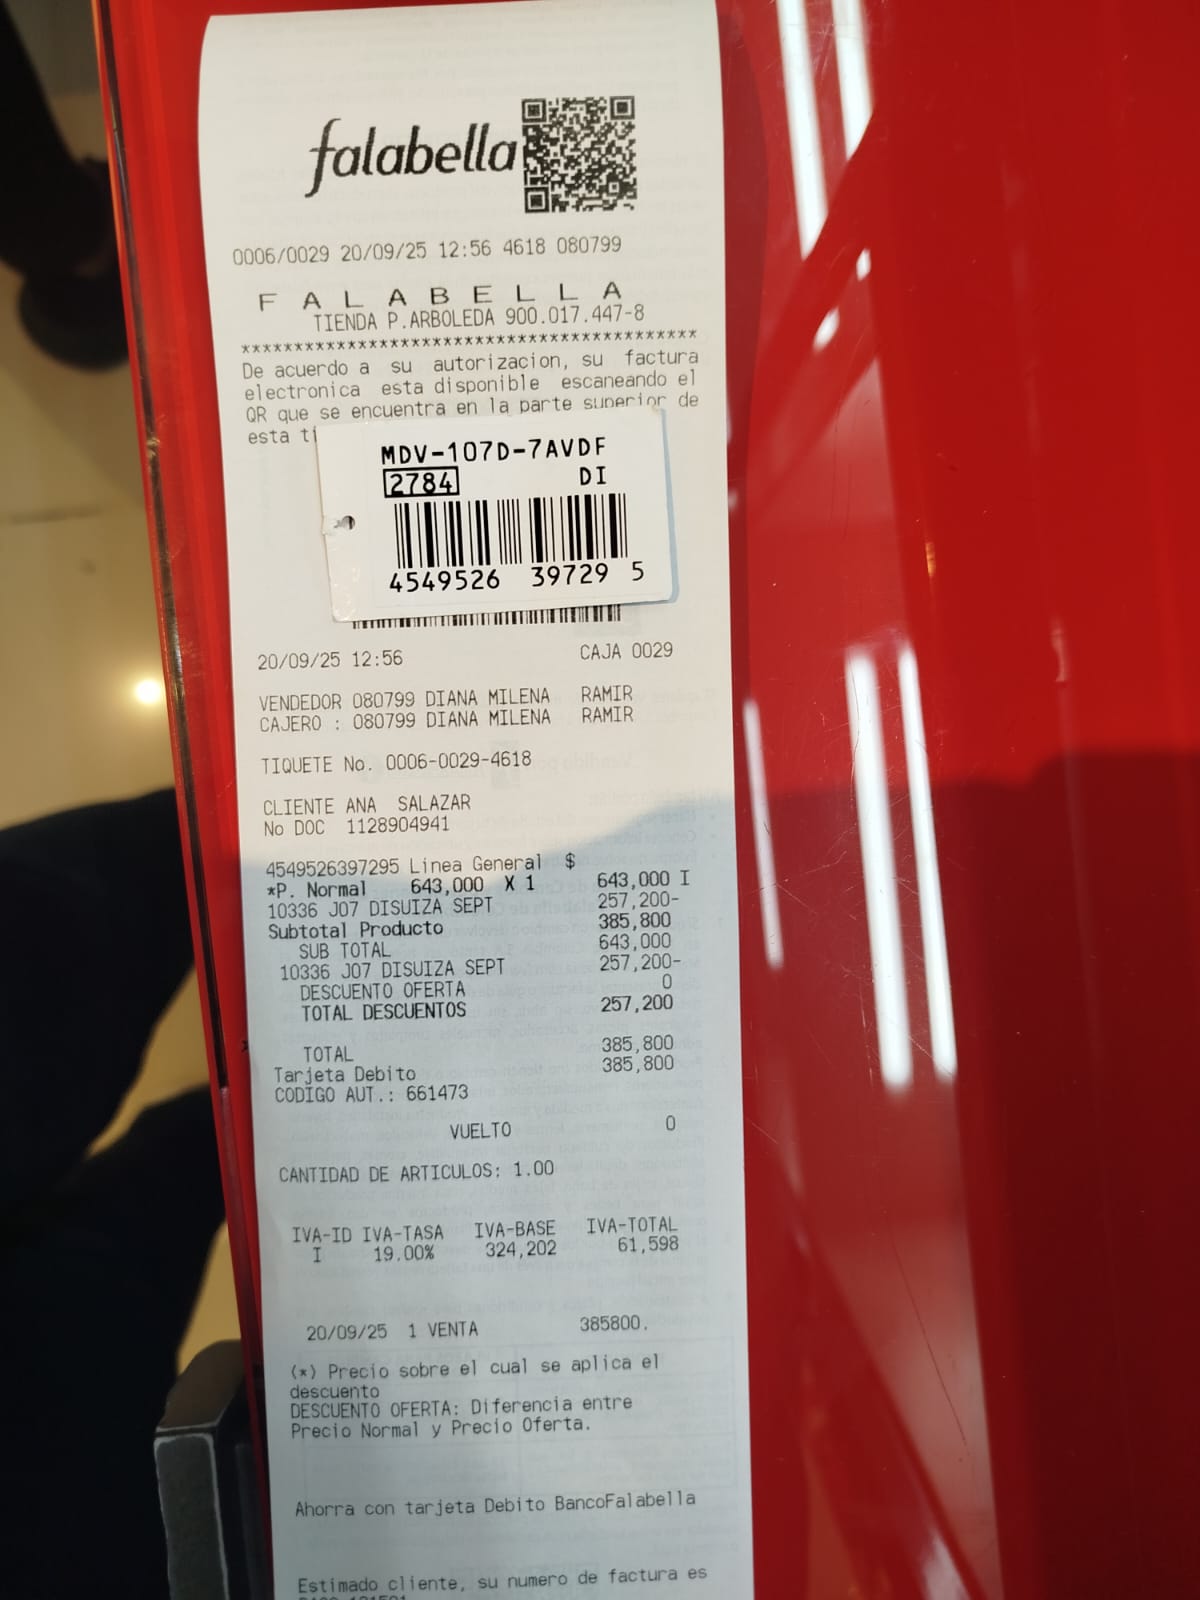 falabella
0006/0029 20/09/25 12:56 4618 080799
F A L A B E L L A
TIENDA P.ARBOLEDA 900.017.447-8
*******************************************
De acuerdo a su autorizacion, su factura
electronica esta disponible escaneando el
QR que se encuentra en la parte superior de
esta
MDV-107D-7AVDF
2784 DI
4549526 39729 5
20/09/25 12:56 CAJA 0029
VENDEDOR 080799 DIANA MILENA RAMIR
CAJERO : 080799 DIANA MILENA RAMIR
TIQUETE No. 0006-0029-4618
CLIENTE ANA SALAZAR
No DOC 1128904941
4549526397295 Linea General $
*P. Normal 643,000 X 1 643,000 I
10336 J07 DISUIZA SEPT 257,200-
Subtotal Producto 385,800
SUB TOTAL 643,000
10336 J07 DISUIZA SEPT 257,200-
DESCUENTO OFERTA 0
TOTAL DESCUENTOS 257,200
TOTAL 385,800
Tarjeta Debito 385,800
CODIGO AUT.: 661473
VUELTO 0
CANTIDAD DE ARTICULOS: 1.00
IVA-ID IVA-TASA IVA-BASE IVA-TOTAL
I 19.00% 324,202 61,598
20/09/25 1 VENTA 385800.
(*) Precio sobre el cual se aplica el
descuento
DESCUENTO OFERTA: Diferencia entre
Precio Normal y Precio Oferta.
Ahorra con tarjeta Debito BancoFalabella
Estimado cliente, su numero de factura es